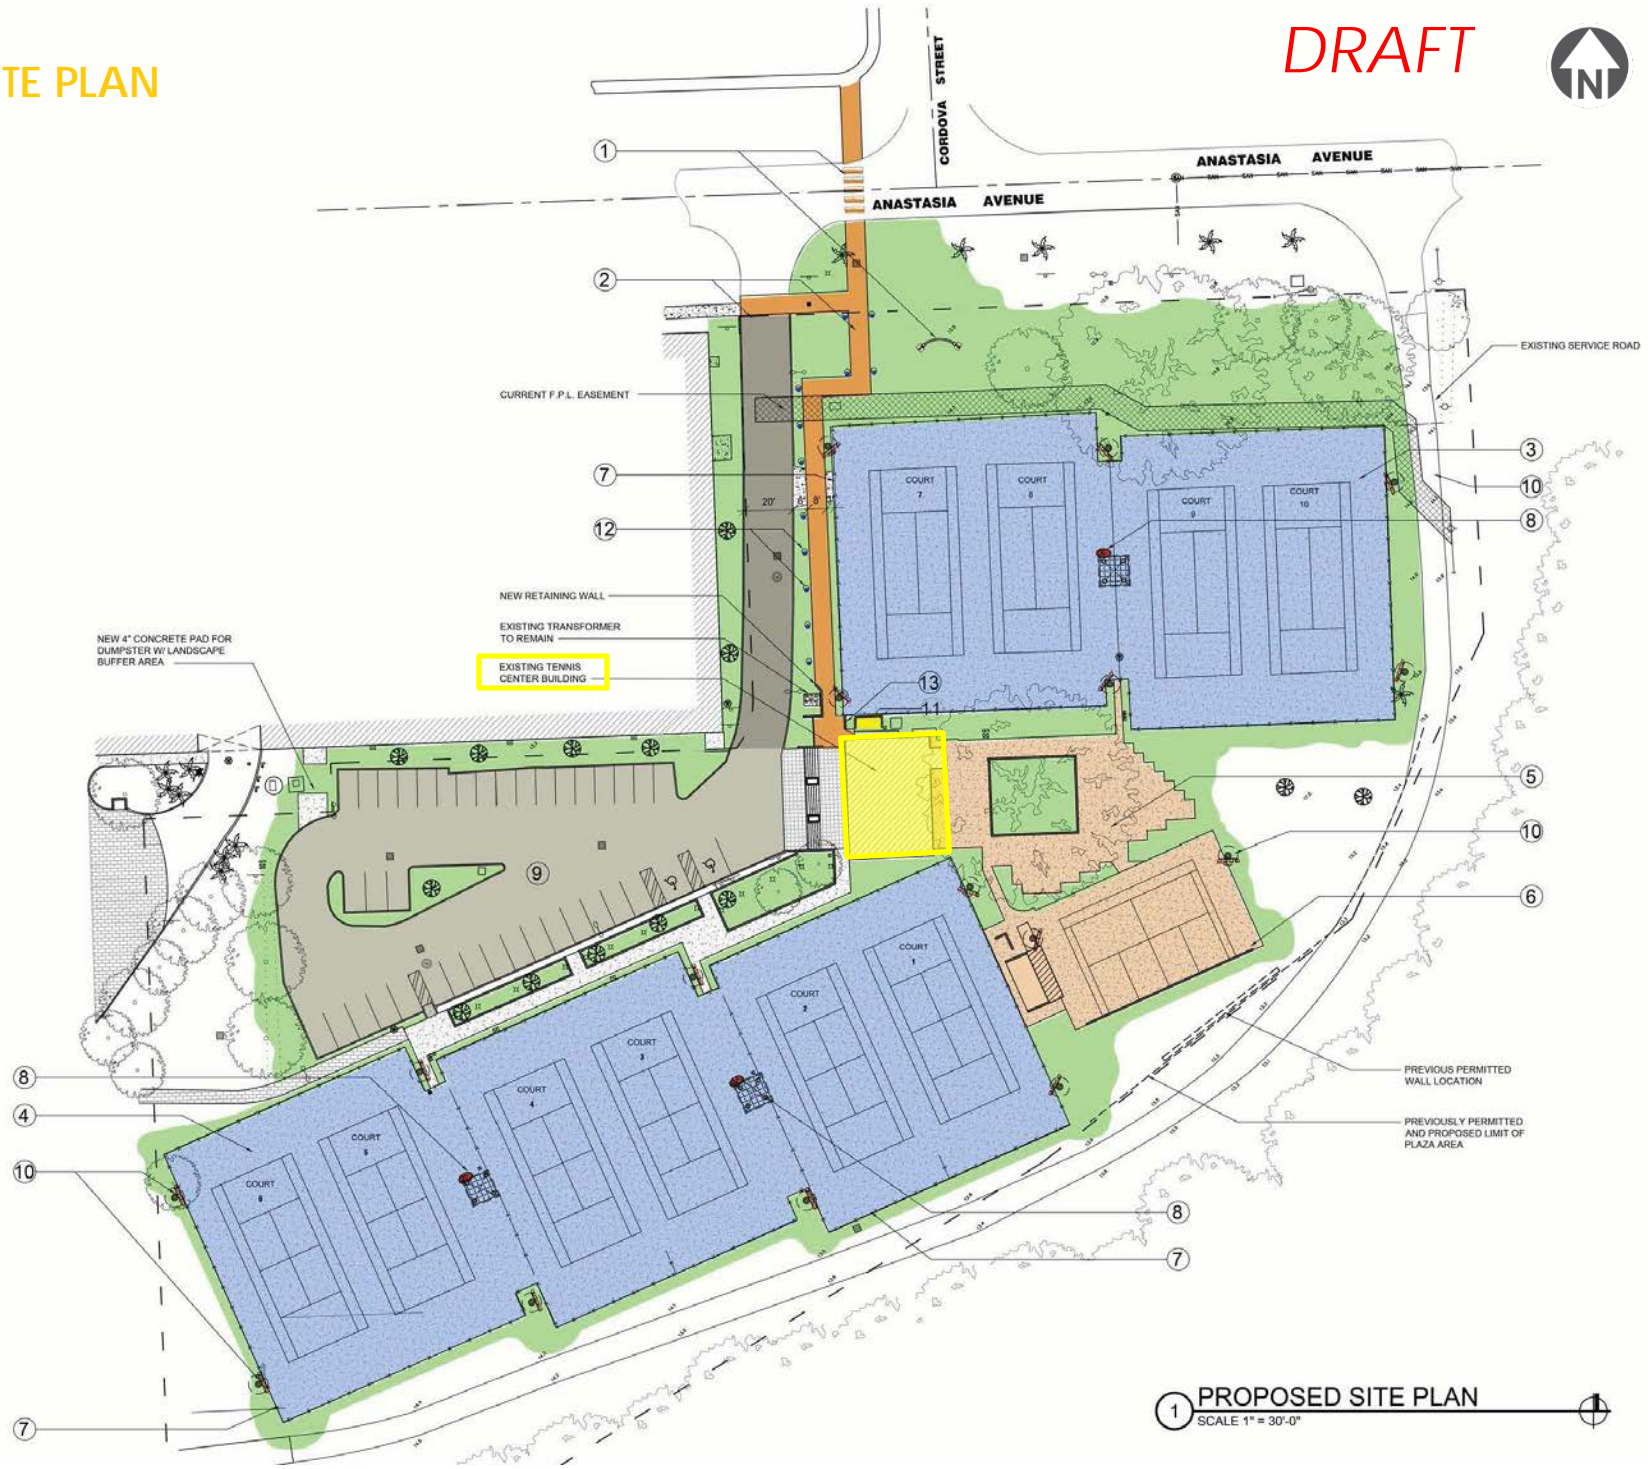 TE PLAN
DRAFT
N
CORDOVA STREET
ANASTASIA AVENUE
ANASTASIA AVENUE
1
2
EXISTING SERVICE ROAD
CURRENT F.P.L. EASEMENT
3
7
10
8
12
COURT
7
COURT
8
COURT
9
COURT
10
20'
8'
NEW RETAINING WALL
EXISTING TRANSFORMER
TO REMAIN
EXISTING TENNIS
CENTER BUILDING
NEW 4" CONCRETE PAD FOR
DUMPSTER W/ LANDSCAPE
BUFFER AREA
13
11
5
10
9
6
COURT
1
COURT
2
COURT
3
COURT
4
COURT
5
COURT
6
8
4
10
7
PREVIOUS PERMITTED
WALL LOCATION
PREVIOUSLY PERMITTED
AND PROPOSED LIMIT OF
PLAZA AREA
8
7
1
PROPOSED SITE PLAN
SCALE 1" = 30'-0"